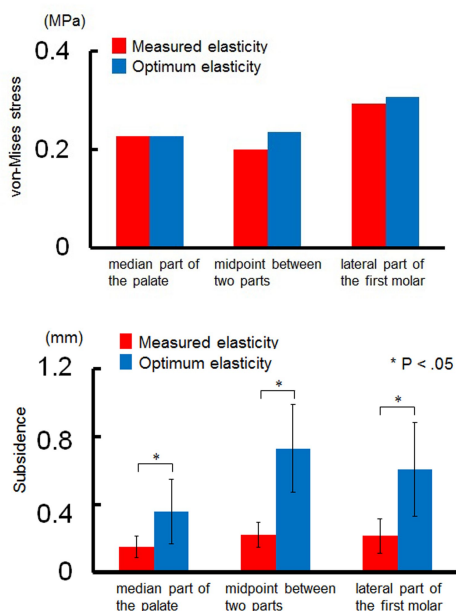 (MPa)
Measured elasticity
Optimum elasticity
von-Mises stress
0.4
0.2
0
median part of
the palate
midpoint between
two parts
lateral part of
the first molar
(mm)
Measured elasticity
Optimum elasticity
* P < .05
Subsidence
1.2
0.8
0.4
0
*
*
*
median part of
the palate
midpoint between
two parts
lateral part of
the first molar